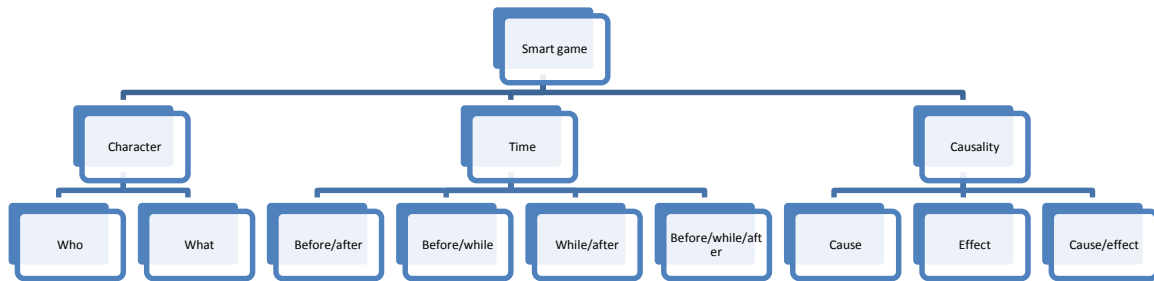 Smart game
Character
Time
Causality
Who
What
Before/after
Before/while
While/after
Before/while/aft
er
Cause
Effect
Cause/effect